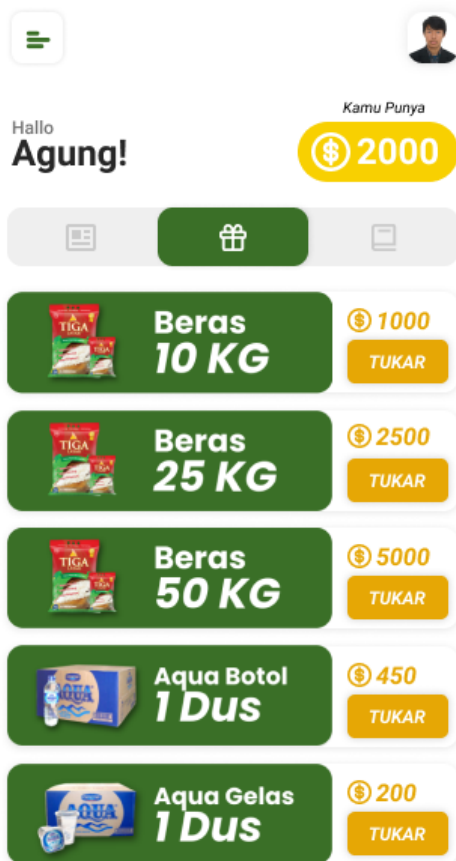 Kamu Punya
Hallo
Agung!
2000
Beras
10 KG
1000
TUKAR
TIGA
Beras
25 KG
2500
TUKAR
TIGA
Beras
50 KG
5000
TUKAR
TIGA
Aqua Botol
1 Dus
450
TUKAR
AQUA
Aqua Gelas
1 Dus
200
TUKAR
AQUA